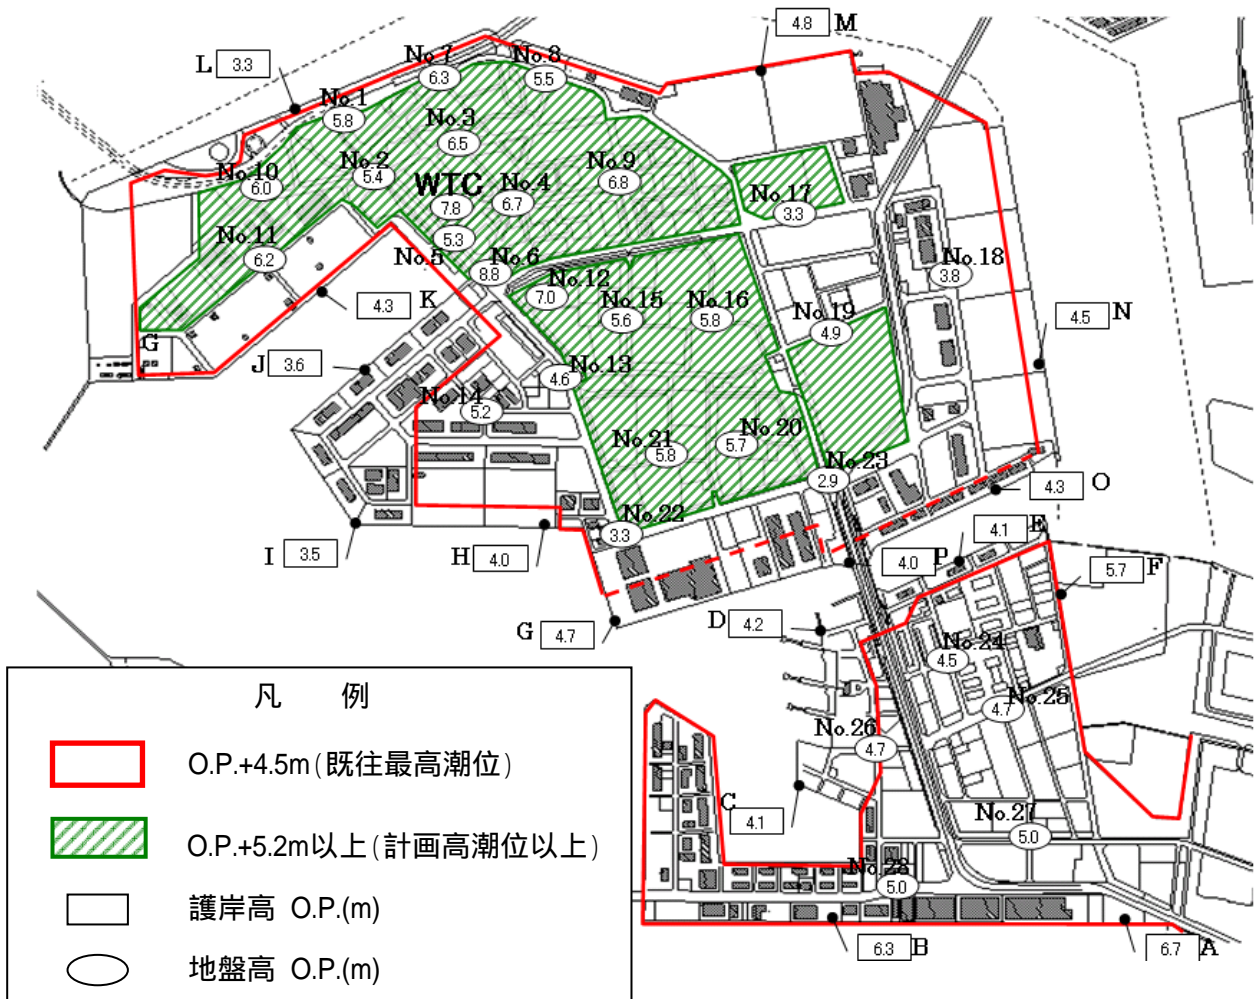 4.8 M
L 3.3
No.7
6.3
No.8
5.5
No.1
5.8
No.3
6.5
No.2
5.4
No.9
6.8
No.10
6.0
WTC
7.8
No.4
6.7
No.17
3.3
5.3
No.5
No.11
6.2
No.6
8.8
No.18
3.8
No.12
7.0
4.3 K
No.15
5.6
No.16
5.8
No.19
4.9
4.5 N
G
J 3.6
No.13
4.6
No.14
5.2
No.21
5.8
No.20
5.7
No.23
2.9
4.3 O
No.22
3.3
I 3.5
H 4.0
4.1 E
4.0 P
5.7 F
G 4.7
D 4.2
No.24
4.5
No.25
4.7
No.26
4.7
C
4.1
No.27
5.0
No.28
5.0
6.3 B
6.7 A
凡 例
O.P.+4.5m(既往最高潮位)
O.P.+5.2m以上(計画高潮位以上)
護岸高 O.P.(m)
地盤高 O.P.(m)